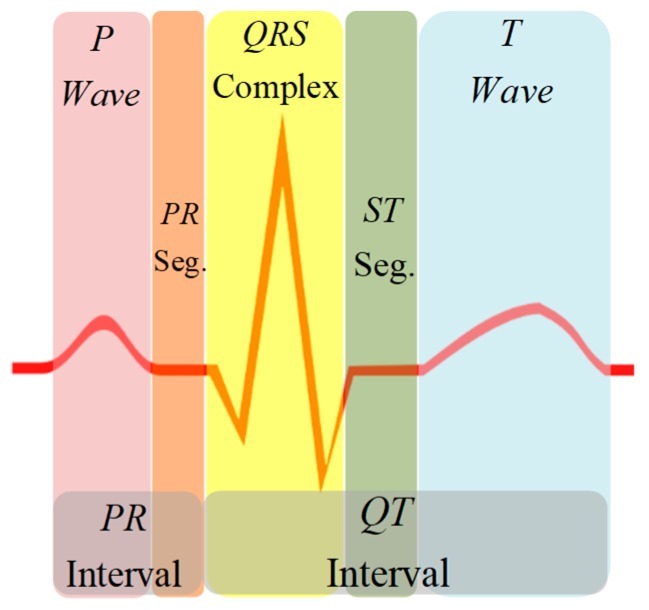 P
Wave
PR
Seg.
QRS
Complex
ST
Seg.
T
Wave
PR
Interval
QT
Interval